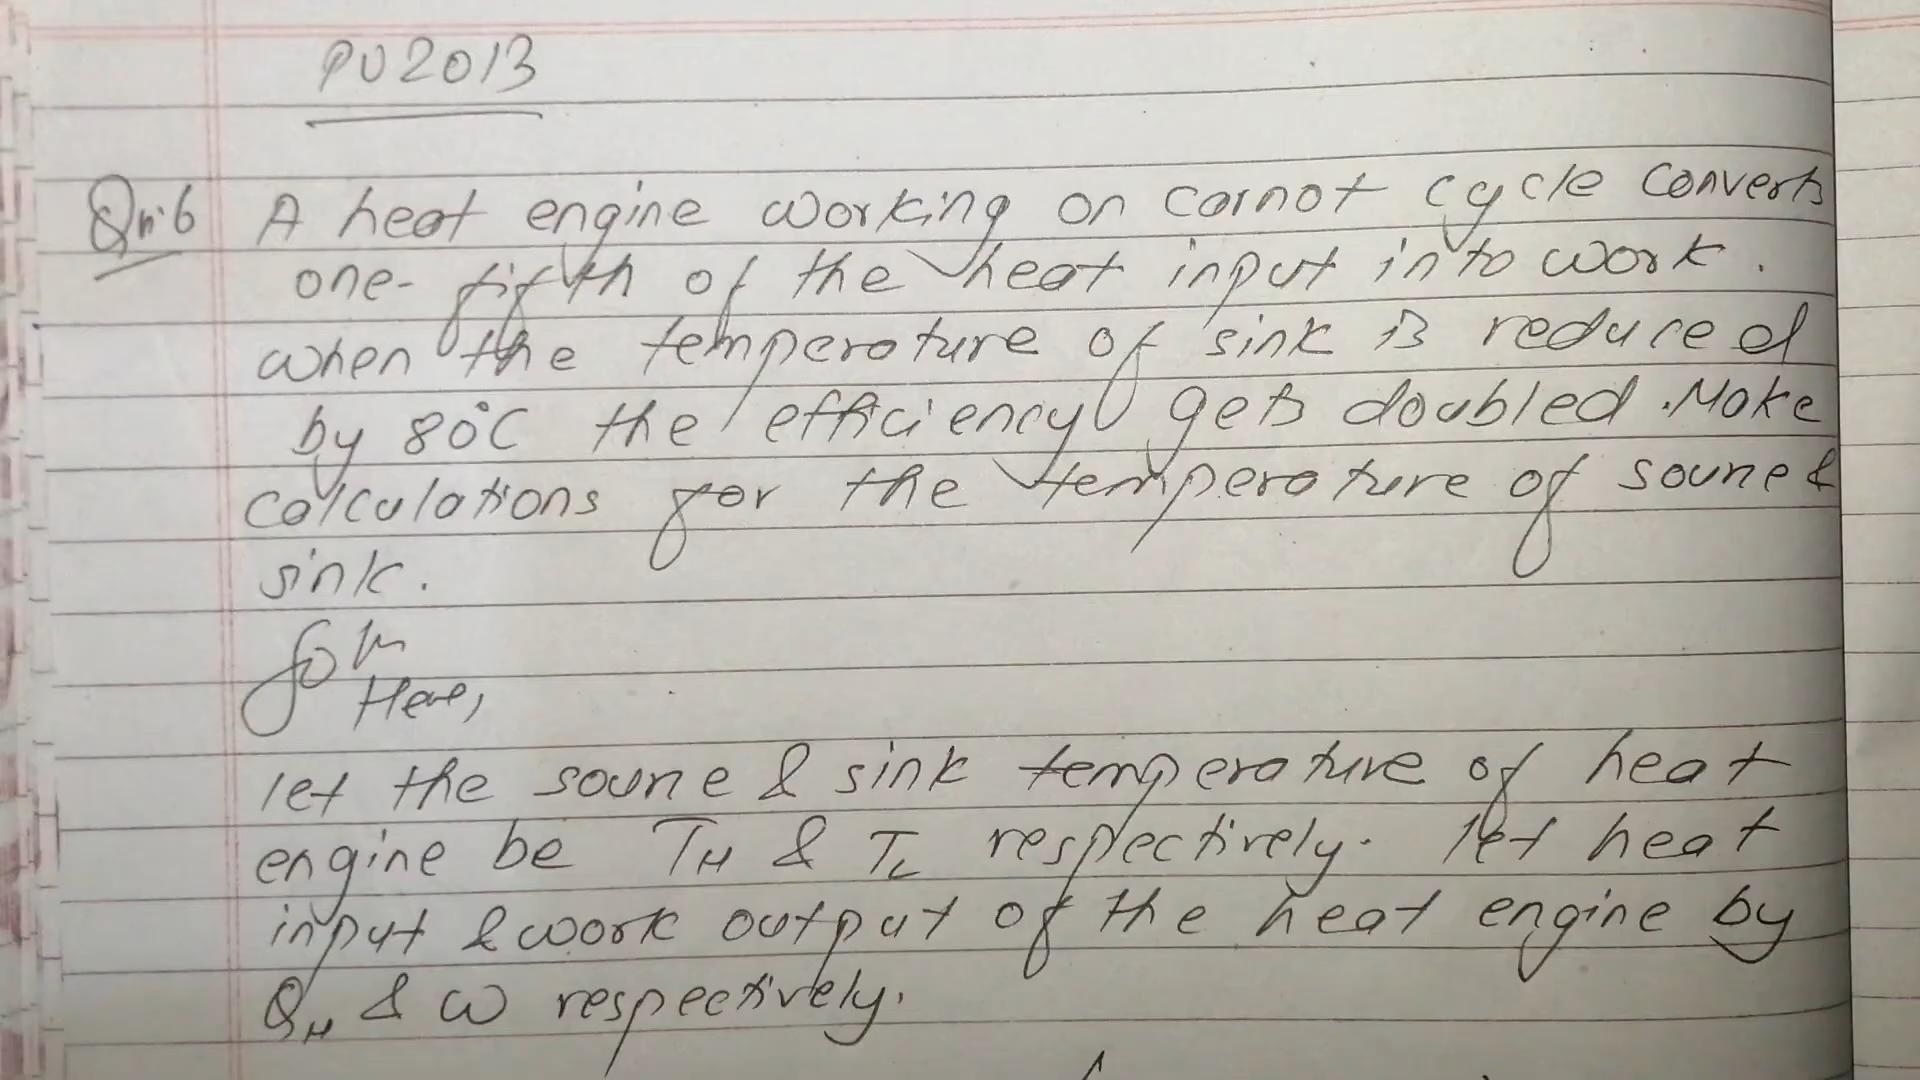 PU 2013
Qn.6 A heat engine working on carnot cycle converts
one-fifth of the heat input into work.
when the temperature of sink is reduced
by 80°C the efficiency gets doubled. Make
calculations for the temperature of source &
sink.
Soln
Here,
let the source & sink temperature of heat
engine be TH & TL respectively. let heat
input & work output of the heat engine by
QH & W respectively.